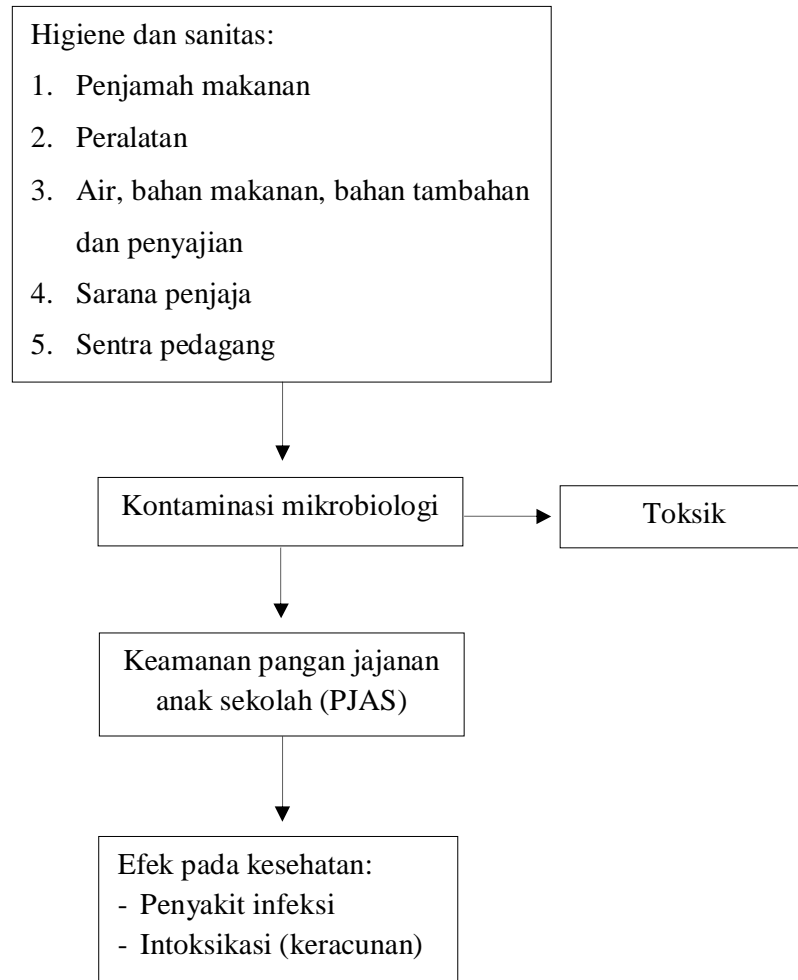 Higiene dan sanitas:
1. Penjamah makanan
2. Peralatan
3. Air, bahan makanan, bahan tambahan
dan penyajian
4. Sarana penjaja
5. Sentra pedagang
Kontaminasi mikrobiologi
Toksik
Keamanan pangan jajanan
anak sekolah (PJAS)
Efek pada kesehatan:
- Penyakit infeksi
- Intoksikasi (keracunan)